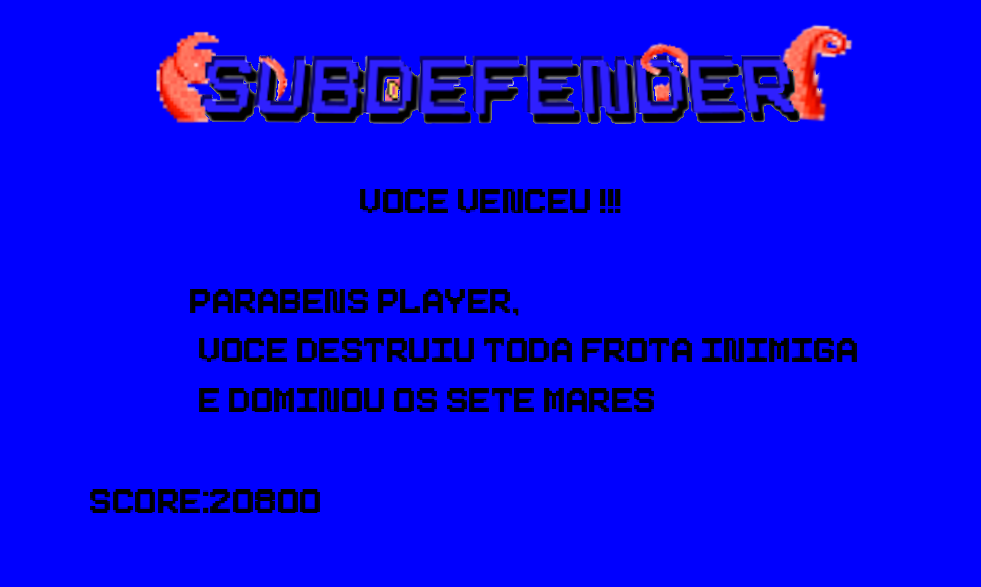 SUBDEFENDER
VOCE VENCEU !!!
PARABENS PLAYER,
VOCE DESTRUIU TODA FROTA INIMIGA
E DOMINOU OS SETE MARES
SCORE:20800